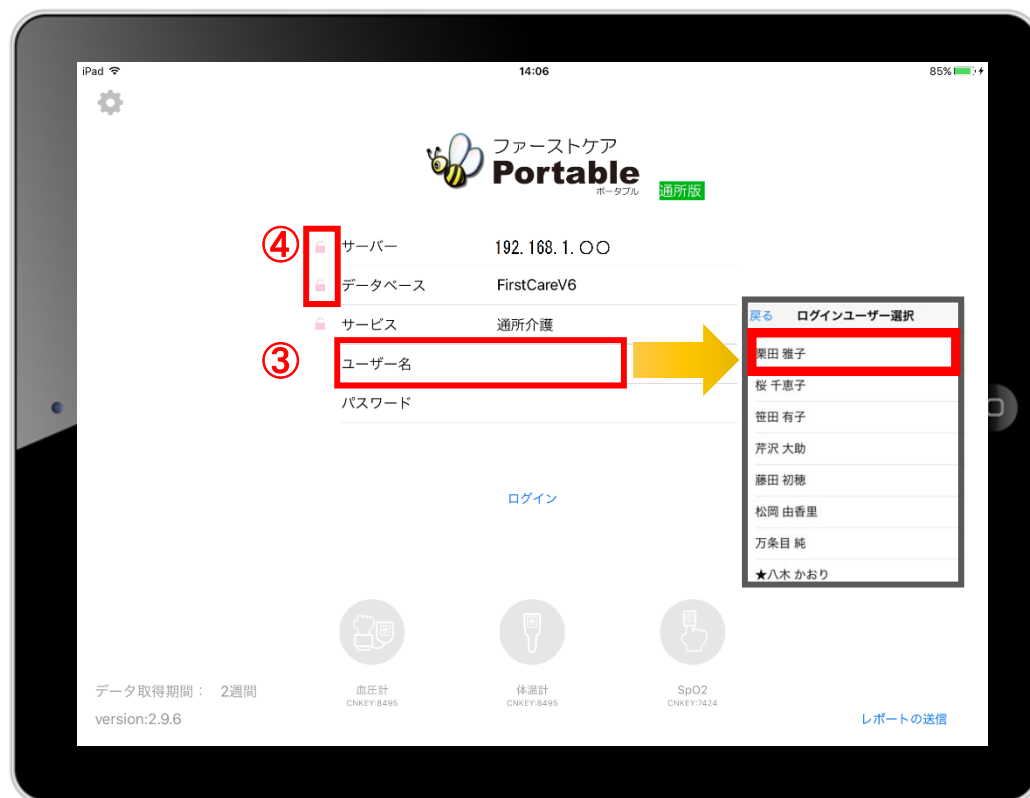 iPad 14:06 85%
ファーストケア
Portable
ポータブル 通所版
④ サーバー 192.168.1.〇〇
データベース FirstCareV6
サービス 通所介護
③ ユーザー名
パスワード
ログイン
戻る ログインユーザー選択
栗田 雅子
桜 千恵子
笹田 有子
芹沢 大助
藤田 初穂
松岡 由香里
万条目 純
★八木 かおり
血圧計
CNKEY:8495
体温計
CNKEY:8495
SpO2
CNKEY:7424
データ取得期間: 2週間
version:2.9.6
レポートの送信